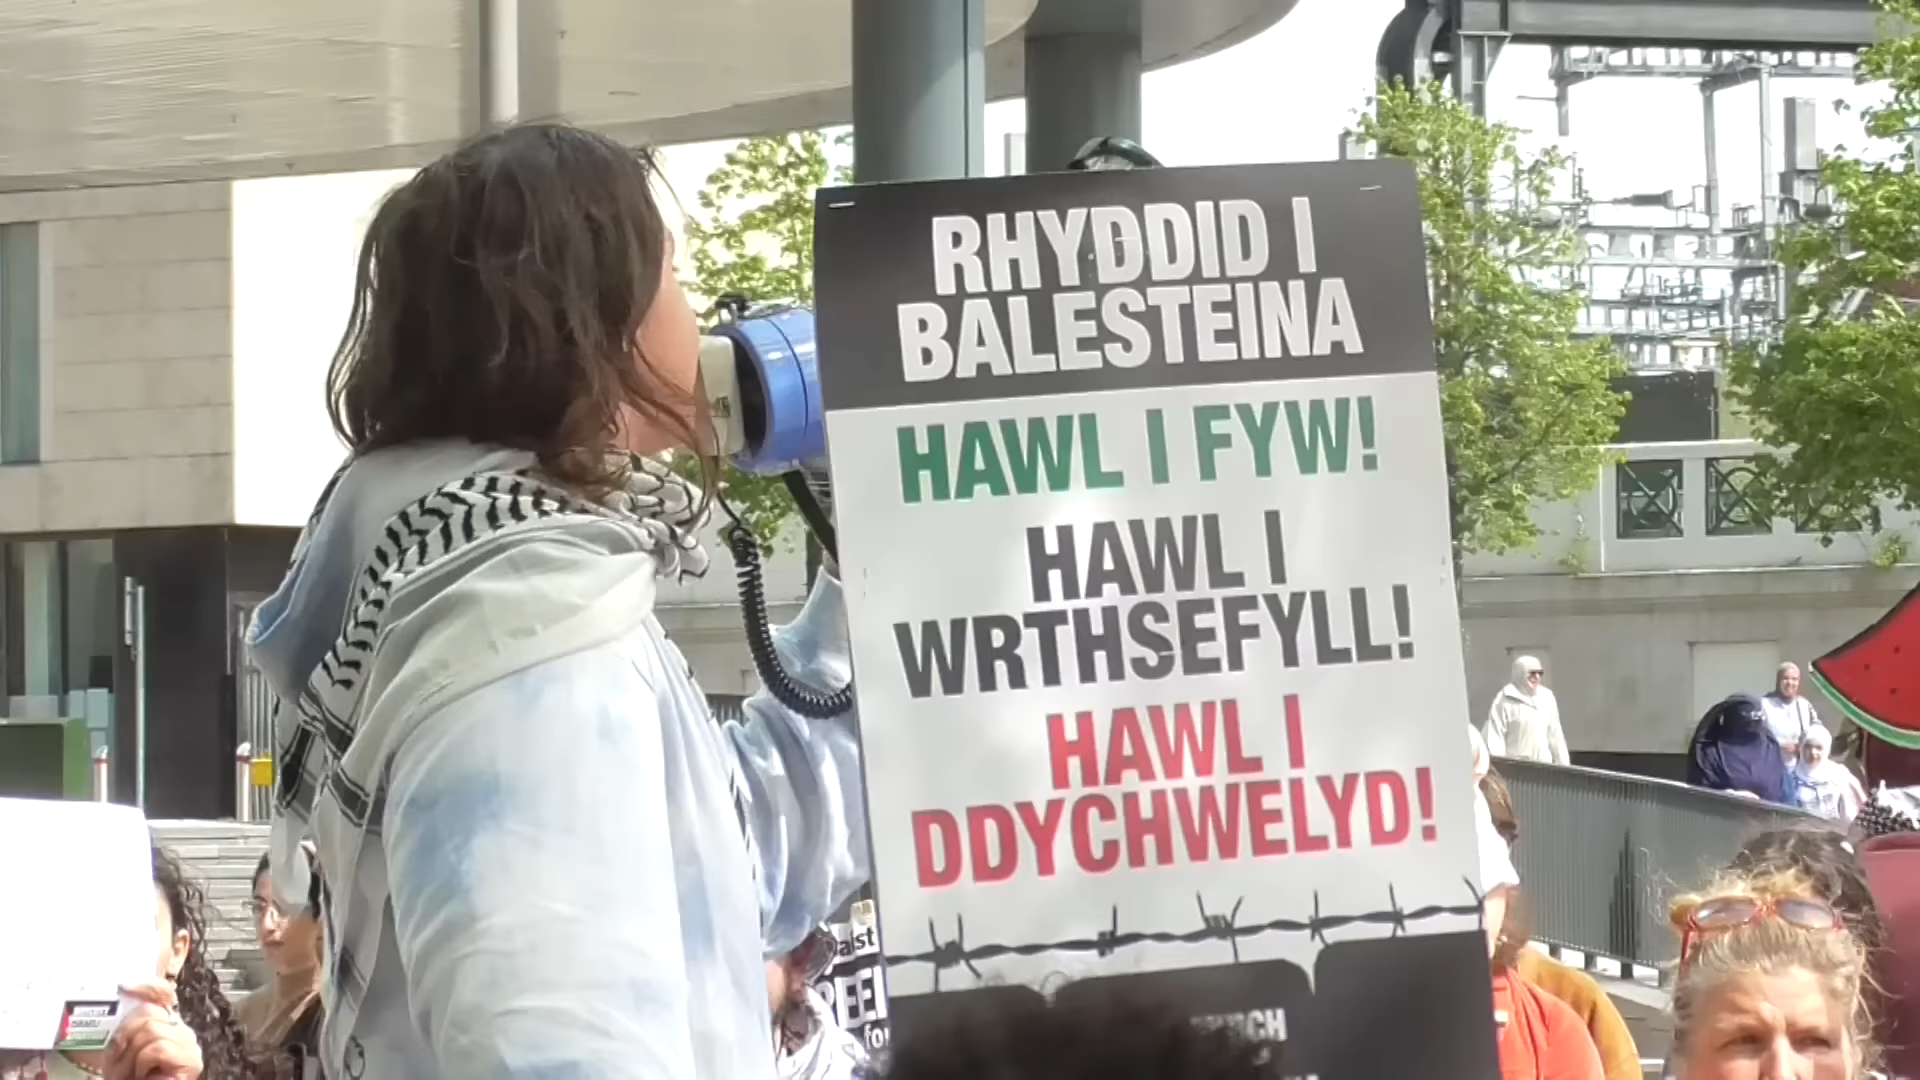 RHYDDID I
BALESTEINA
HAWL I FYW!
HAWL I
WRTHSEFYLL!
HAWL I
DDYCHWELYD!